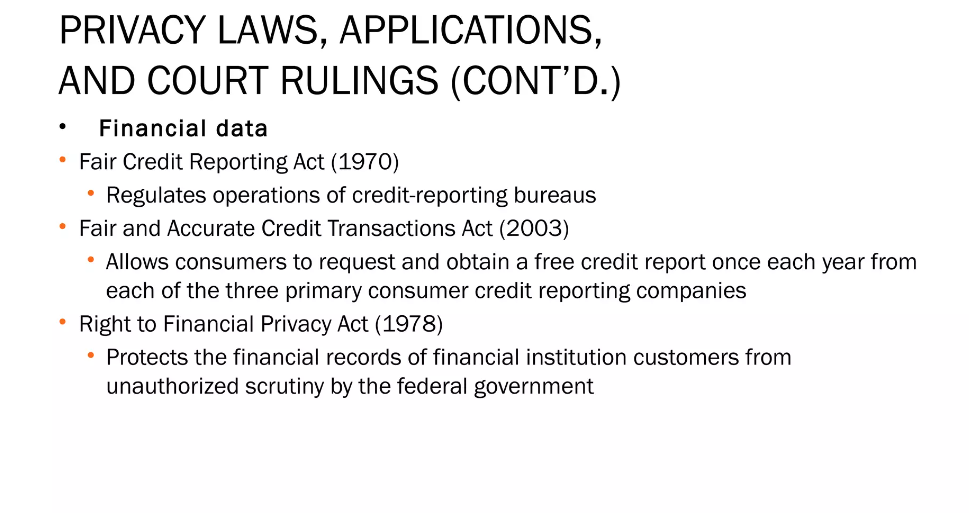 PRIVACY LAWS, APPLICATIONS,
AND COURT RULINGS (CONT’D.)
• Financial data
• Fair Credit Reporting Act (1970)
• Regulates operations of credit-reporting bureaus
• Fair and Accurate Credit Transactions Act (2003)
• Allows consumers to request and obtain a free credit report once each year from
each of the three primary consumer credit reporting companies
• Right to Financial Privacy Act (1978)
• Protects the financial records of financial institution customers from
unauthorized scrutiny by the federal government